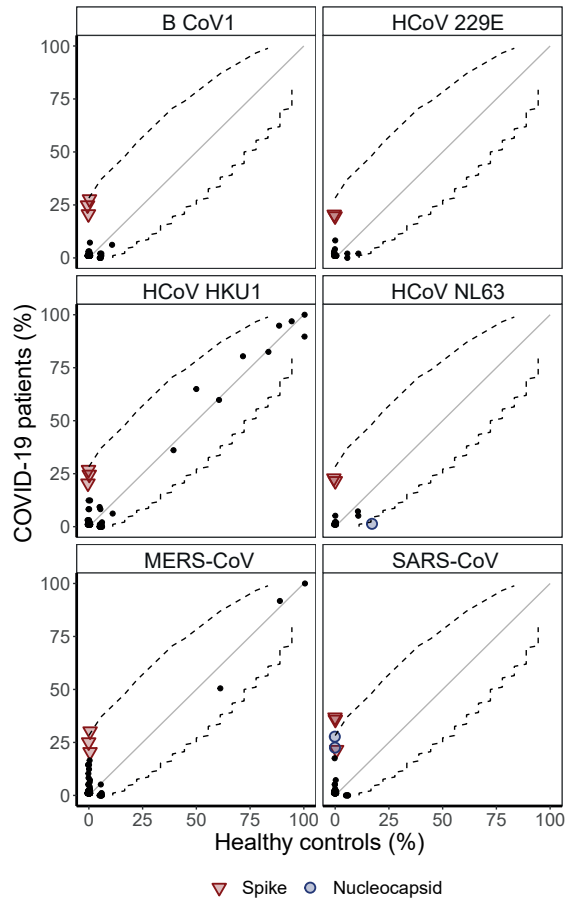 B CoV1 HCoV 229E
100
75
50
25
0
HCoV HKU1 HCoV NL63
100
75
50
25
0
COVID-19 patients (%)
MERS-CoV SARS-CoV
100
75
50
25
0
0 25 50 75 100 0 25 50 75 100
Healthy controls (%)
Spike Nucleocapsid